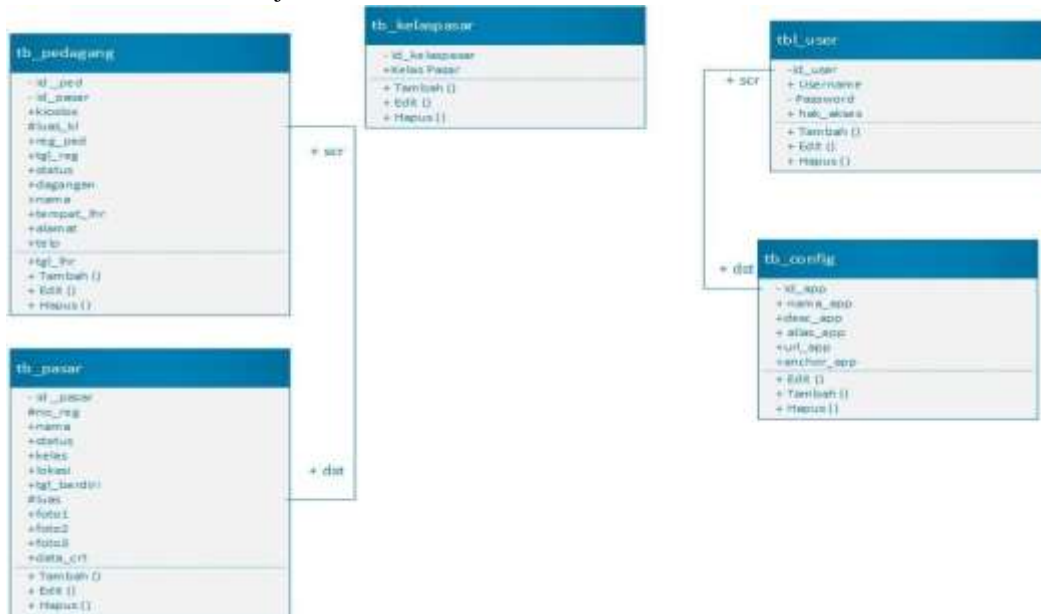 tb_pedagang
- id_ped
- id_pasar
+kioslos
#luas_kl
+reg_ped
+tgl_reg
+status
+dagangan
+nama
+tempat_lhr
+alamat
+telp
+tgl_lhr
+ Tambah ()
+ Edit ()
+ Hapus ()
+ scr
+ dst
tb_pasar
- id_pasar
#no_reg
+nama
+status
+kelas
+lokasi
+tgl_berdiri
#luas
+foto1
+foto2
+foto3
+data_crt
+ Tambah ()
+ Edit ()
+ Hapus ()
tb_kelaspasar
- id_kelaspasar
+Kelas Pasar
+ Tambah ()
+ Edit ()
+ Hapus ()
tbl_user
-id_user
+ Username
- Password
+ hak_akses
+ Tambah ()
+ Edit ()
+ Hapus ()
+ scr
+ dst
tb_config
- id_app
+ nama_app
+desc_app
+ alias_app
+url_app
+anchor_app
+ Edit ()
+ Tambah ()
+ Hapus ()